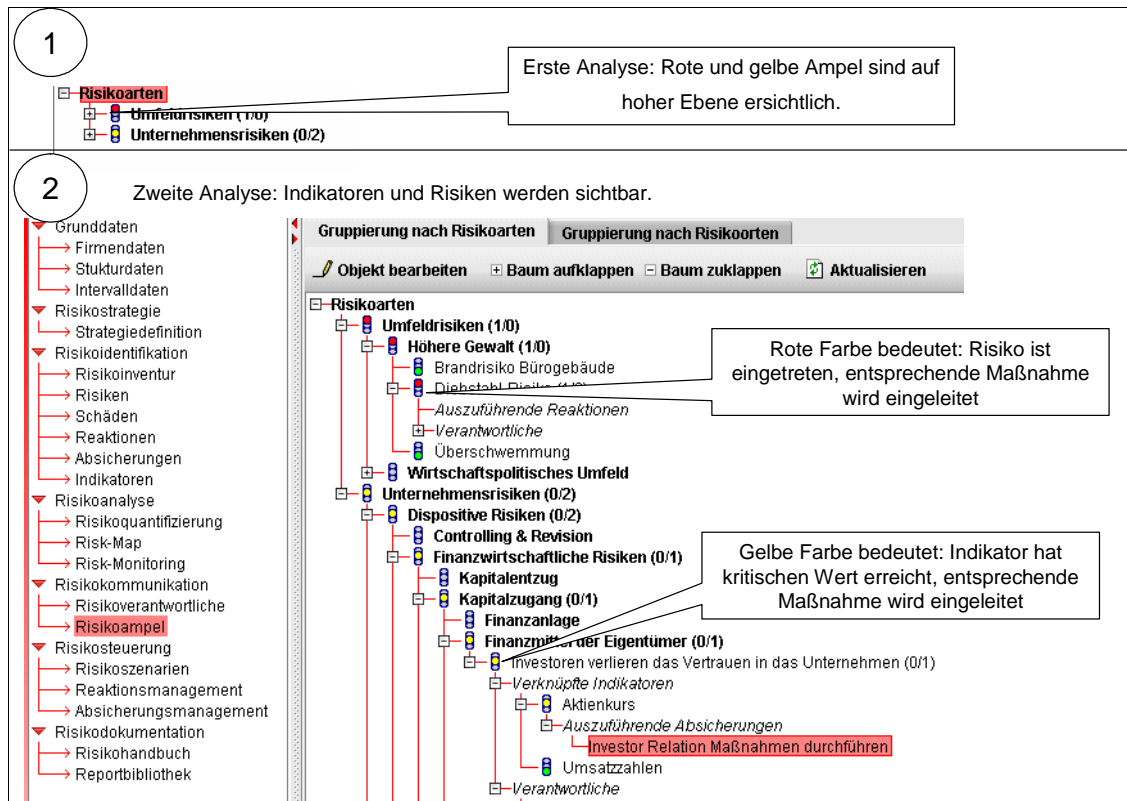 1
Erste Analyse: Rote und gelbe Ampel sind auf
hoher Ebene ersichtlich.
Risikoarten
Umfeldrisiken (1/0)
Unternehmensrisiken (0/2)
2
Zweite Analyse: Indikatoren und Risiken werden sichtbar.
Grunddaten
Firmendaten
Stukturdaten
Intervalldaten
Risikostrategie
Strategiedefinition
Risikoidentifikation
Risikoinventur
Risiken
Schäden
Reaktionen
Absicherungen
Indikatoren
Risikoanalyse
Risikoquantifizierung
Risk-Map
Risk-Monitoring
Risikokommunikation
Risikoverantwortliche
Risikoampel
Risikosteuerung
Risikoszenarien
Reaktionsmanagement
Absicherungsmanagement
Risikodokumentation
Risikohandbuch
Reportbibliothek
Gruppierung nach Risikoarten Gruppierung nach Risikoorten
Objekt bearbeiten Baum aufklappen Baum zuklappen Aktualisieren
Risikoarten
Umfeldrisiken (1/0)
Höhere Gewalt (1/0)
Brandrisiko Bürogebäude
Diebstahl Risiko
Auszuführende Reaktionen
Verantwortliche
Überschwemmung
Wirtschaftspolitisches Umfeld
Unternehmensrisiken (0/2)
Dispositive Risiken (0/2)
Controlling & Revision
Finanzwirtschaftliche Risiken (0/1)
Kapitalentzug
Kapitalzugang (0/1)
Finanzanlage
Finanzmittel der Eigentümer (0/1)
Investoren verlieren das Vertrauen in das Unternehmen (0/1)
Verknüpfte Indikatoren
Aktienkurs
Auszuführende Absicherungen
Investor Relation Maßnahmen durchführen
Umsatzzahlen
Verantwortliche
Rote Farbe bedeutet: Risiko ist
eingetreten, entsprechende Maßnahme
wird eingeleitet
Gelbe Farbe bedeutet: Indikator hat
kritischen Wert erreicht, entsprechende
Maßnahme wird eingeleitet